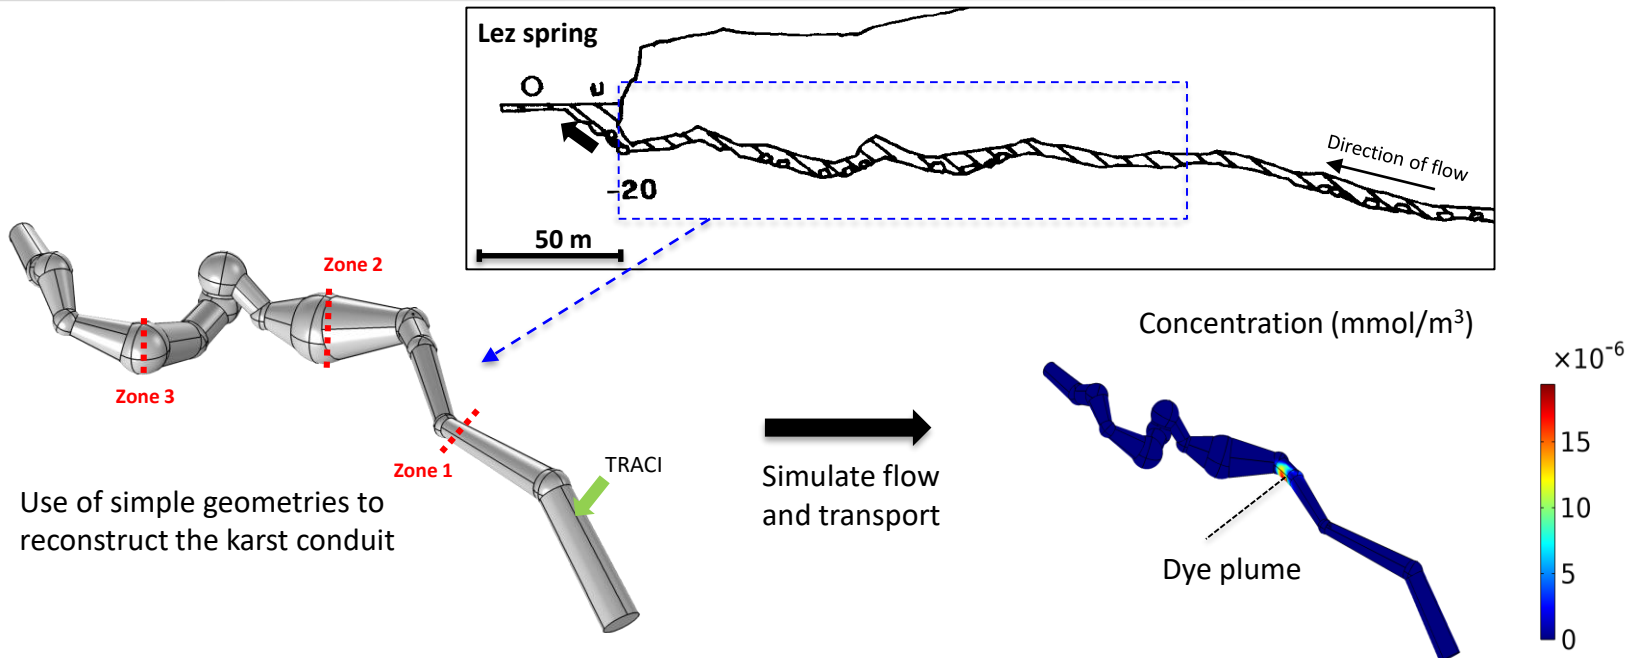 Lez spring
-20
50 m
Direction of flow
Zone 2
Zone 3
Zone 1
TRACI
Use of simple geometries to
reconstruct the karst conduit
Simulate flow
and transport
Concentration (mmol/m³)
×10⁻⁶
15
10
5
0
Dye plume